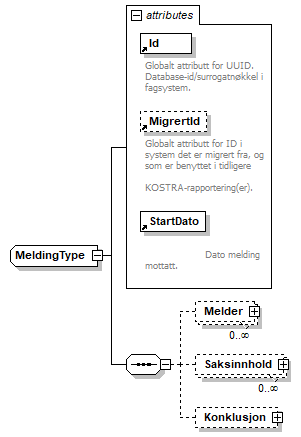 attributes
Id
Globalt attributt for UUID.
Database-id/surrogatnøkkel i
fagsystem.
MigrertId
Globalt attributt for ID i
system det er migrert fra, og
som er benyttet i tidligere
KOSTRA-rapportering(er).
StartDato
Dato melding
mottatt.
MeldingType
Melder
0..∞
Saksinnhold
0..∞
Konklusjon